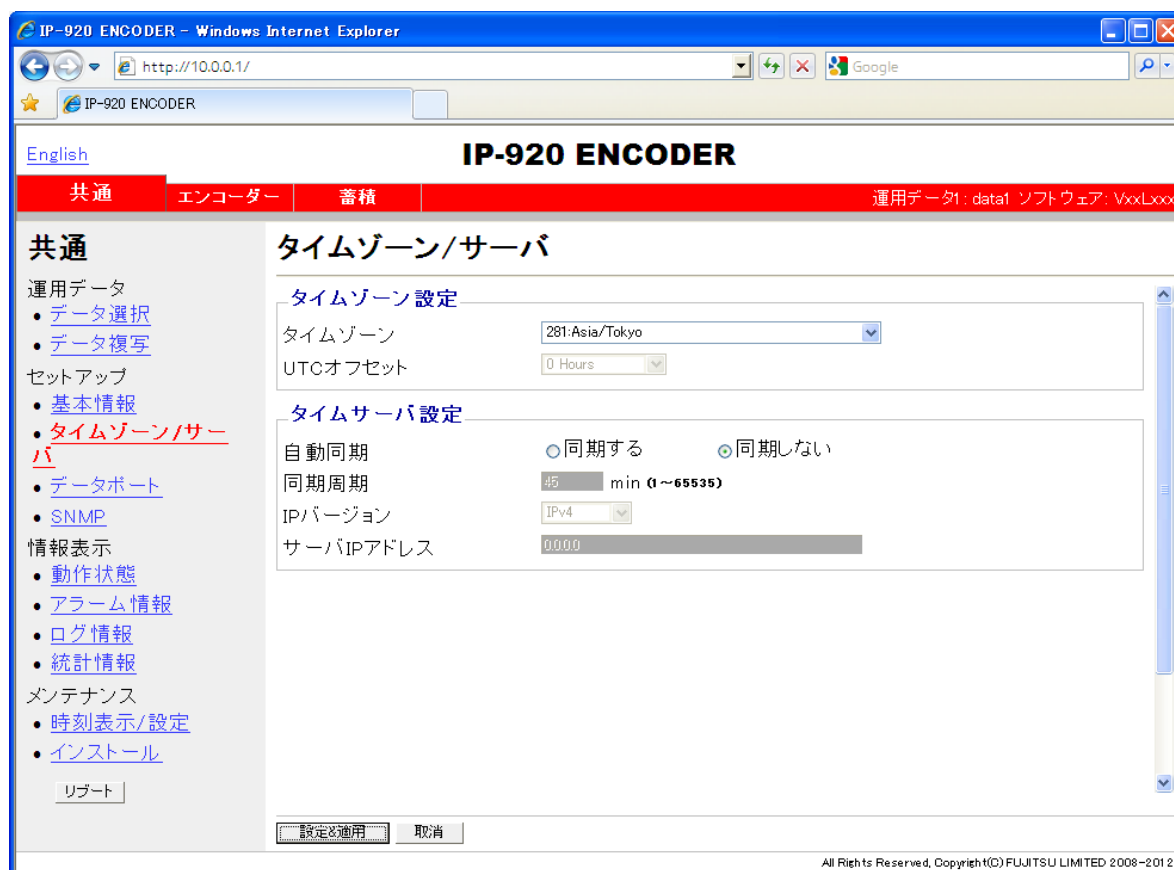 IP-920 ENCODER - Windows Internet Explorer
http://10.0.0.1/
Google
IP-920 ENCODER
English
IP-920 ENCODER
共通 エンコーダー 蓄積 運用データ1 : data1 ソフトウェア: VxxLxxx
共通
運用データ
データ選択
データ複写
セットアップ
基本情報
タイムゾーン/サー
バ
データポート
SNMP
情報表示
動作状態
アラーム情報
ログ情報
統計情報
メンテナンス
時刻表示/設定
インストール
リブート
タイムゾーン/サーバ
タイムゾーン設定
タイムゾーン 281:Asia/Tokyo
UTCオフセット 0 Hours
タイムサーバ設定
自動同期 同期する 同期しない
同期周期 45 min (1～65535)
IPバージョン IPv4
サーバIPアドレス 0.0.0.0
設定&適用 取消
All Rights Reserved, Copyright(C) FUJITSU LIMITED 2008-2012